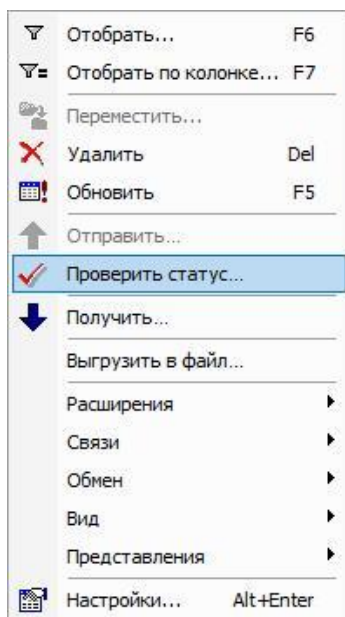 Отобрать... F6
Отобрать по колонке... F7
Переместить...
Удалить Del
Обновить F5
Отправить...
Проверить статус...
Получить...
Выгрузить в файл...
Расширения
Связи
Обмен
Вид
Представления
Настройки... Alt+Enter